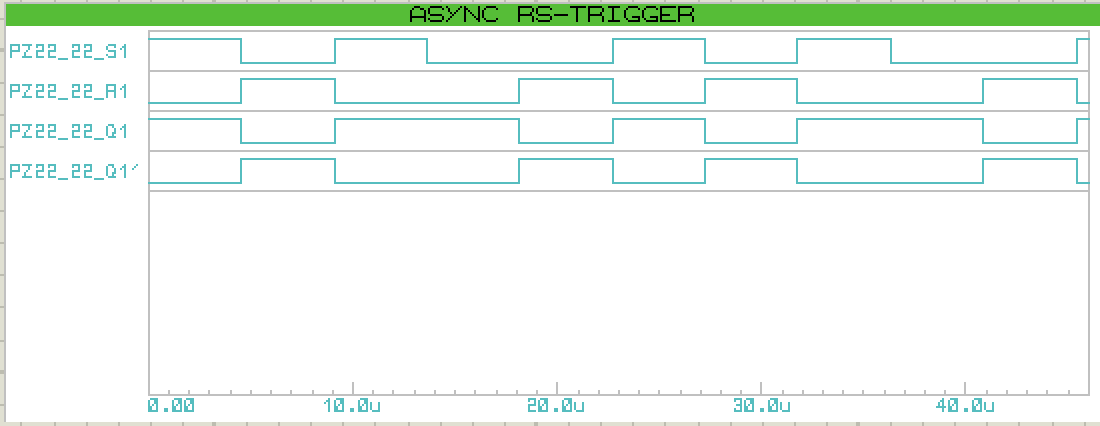 ASYNC RS-TRIGGER
PZ22_22_S1
PZ22_22_R1
PZ22_22_Q1
PZ22_22_Q1'
0.00 10.0u 20.0u 30.0u 40.0u